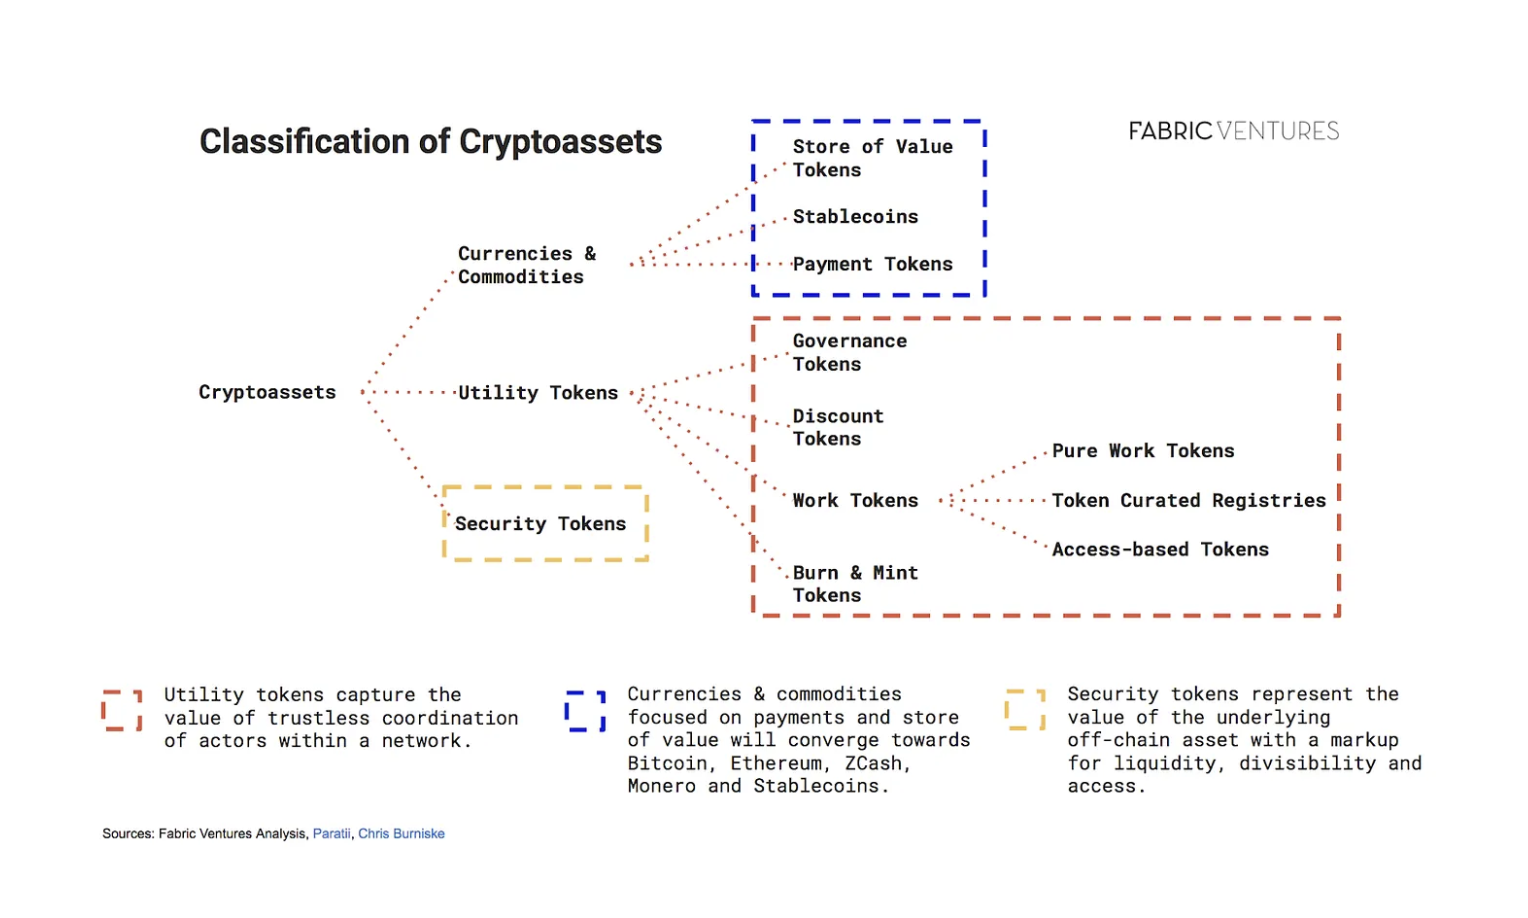 Classification of Cryptoassets
FABRICVENTURES
Store of Value
Tokens
Stablecoins
Payment Tokens
Currencies &
Commodities
Cryptoassets
Utility Tokens
Security Tokens
Governance
Tokens
Discount
Tokens
Work Tokens
Burn & Mint
Tokens
Pure Work Tokens
Token Curated Registries
Access-based Tokens
Utility tokens capture the
value of trustless coordination
of actors within a network.
Currencies & commodities
focused on payments and store
of value will converge towards
Bitcoin, Ethereum, ZCash,
Monero and Stablecoins.
Security tokens represent the
value of the underlying
off-chain asset with a markup
for liquidity, divisibility and
access.
Sources: Fabric Ventures Analysis, Paratii, Chris Burniske